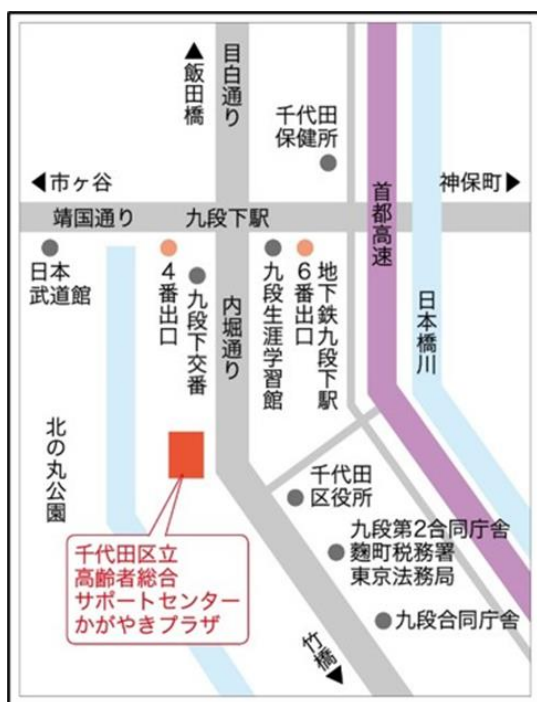 ▲飯田橋
目白通り
千代田
保健所
◀市ヶ谷
神保町▶
首都高速
靖国通り
九段下駅
日本
武道館
4番出口
九段下交番
内堀通り
九段生涯学習館
6番出口
地下鉄九段下駅
日本橋川
北の丸公園
千代田
区役所
千代田区立
高齢者総合
サポートセンター
かがやきプラザ
九段第2合同庁舎
麴町税務署
東京法務局
九段合同庁舎
竹橋▼